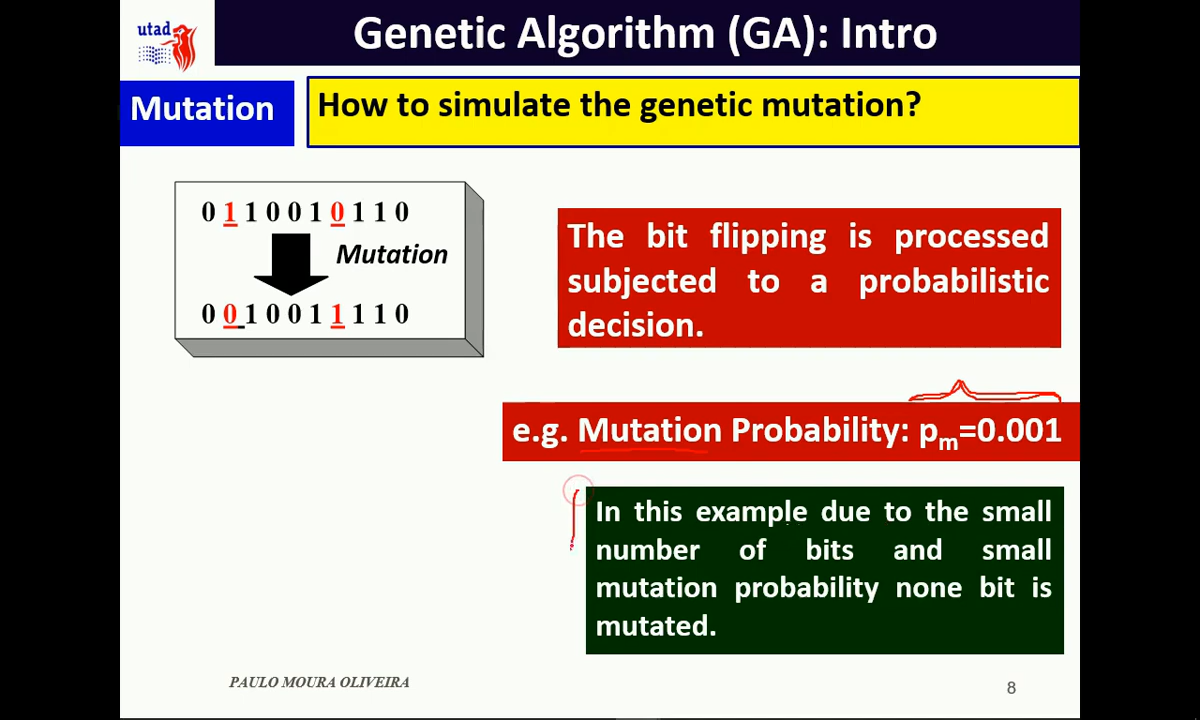 utad
Genetic Algorithm (GA): Intro
Mutation
How to simulate the genetic mutation?
0 1 1 0 0 1 0 1 1 0
Mutation
0 0 1 0 0 1 1 1 1 0
The bit flipping is processed
subjected to a probabilistic
decision.
e.g. Mutation Probability: pm=0.001
In this example due to the small
number of bits and small
mutation probability none bit is
mutated.
PAULO MOURA OLIVEIRA
8